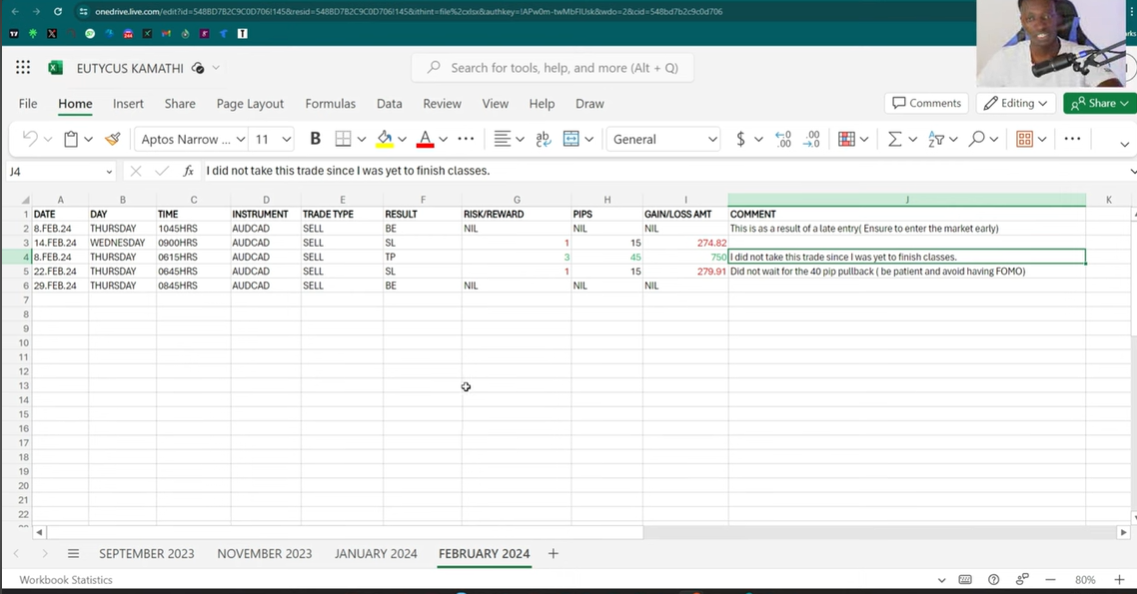 onedrive.live.com/edit?id=548BD7B2C9C0D706!145&resid=548BD7B2C9C0D706!145&ithint=file%2cxlsx&authkey=!APw0m-twMbFlUsk&wdo=2&cid=548bd7b2c9c0d706
EUTYCUS KAMATHI
Search for tools, help, and more (Alt + Q)
File Home Insert Share Page Layout Formulas Data Review View Help Draw
Comments Editing Share
Aptos Narrow ... 11 B A General $
J4 fx I did not take this trade since I was yet to finish classes.
A B C D E F G H I J K
1 DATE DAY TIME INSTRUMENT TRADE TYPE RESULT RISK/REWARD PIPS GAIN/LOSS AMT COMMENT
2 8.FEB.24 THURSDAY 1045HRS AUDCAD SELL BE NIL NIL NIL This is as a result of a late entry( Ensure to enter the market early)
3 14.FEB.24 WEDNESDAY 0900HRS AUDCAD SELL SL 1 15 274.82
4 8.FEB.24 THURSDAY 0615HRS AUDCAD SELL TP 3 45 750 I did not take this trade since I was yet to finish classes.
5 22.FEB.24 THURSDAY 0645HRS AUDCAD SELL SL 1 15 279.91 Did not wait for the 40 pip pullback ( be patient and avoid having FOMO)
6 29.FEB.24 THURSDAY 0845HRS AUDCAD SELL BE NIL NIL NIL
7
8
9
10
11
12
13
14
15
16
17
18
19
20
21
22
SEPTEMBER 2023 NOVEMBER 2023 JANUARY 2024 FEBRUARY 2024
Workbook Statistics 80%